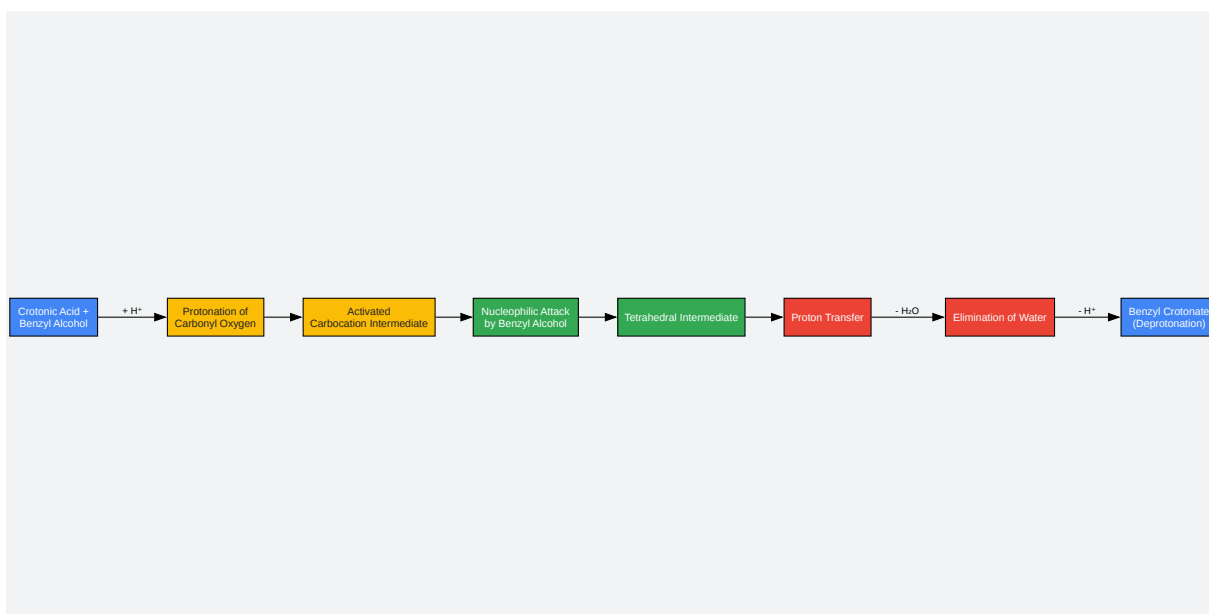 Crotonic Acid +
Benzyl Alcohol
+ H⁺
Protonation of
Carbonyl Oxygen
Activated
Carbocation Intermediate
Nucleophilic Attack
by Benzyl Alcohol
Tetrahedral Intermediate
Proton Transfer
- H₂O
Elimination of Water
- H⁺
Benzyl Crotonate
(Deprotonation)